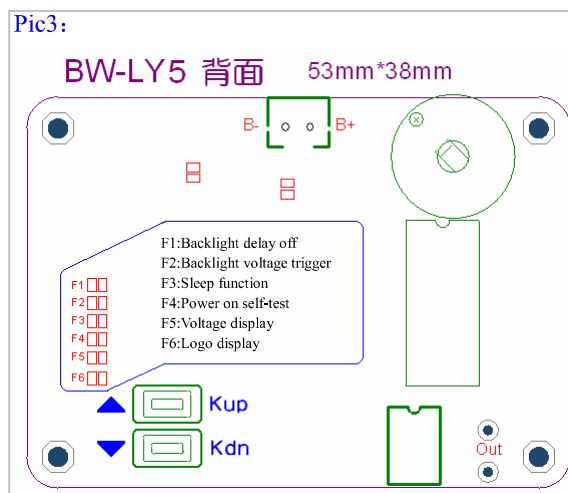 Pic3：
BW-LY5 背面 53mm*38mm
B- B+
F1:Backlight delay off
F2:Backlight voltage trigger
F3:Sleep function
F4:Power on self-test
F5:Voltage display
F6:Logo display
F1
F2
F3
F4
F5
F6
Kup
Kdn
Out